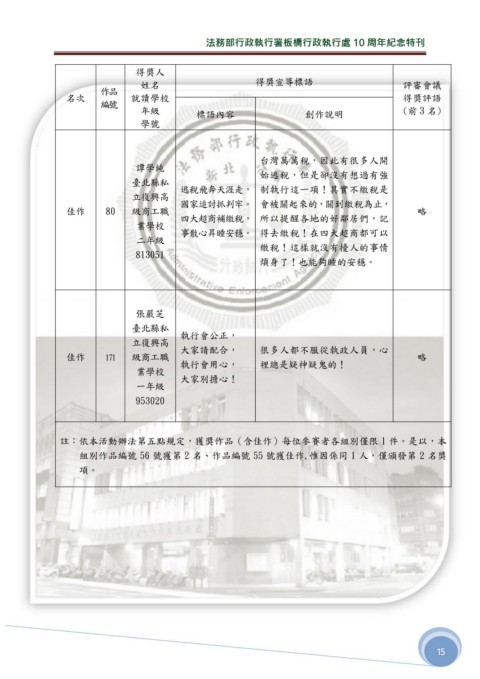 法務部行政執行署板橋行政執行處 10 周年紀念特刊
名次
作品
編號
得獎人
姓名
就讀學校
年級
學號
得獎宣導標語
標語內容
創作說明
評審會議
得獎評語
(前 3 名)
佳作
80
譚學純
臺北縣私
立復興高
級商工職
業學校
二年級
813051
逃稅飛奔天涯走，
國家追討抓判牢。
四大超商補繳稅，
事散心昇睡安穩。
台灣萬萬稅，因此有很多人開
始逃稅，但是卻沒有想過有強
制執行這一項！其實不繳稅是
會被關起來的，關到繳稅為止，
所以提醒各地的好鄰居們，記
得去繳稅！在四大超商都可以
繳稅！這樣就沒有擾人的事情
煩身了！也能夠睡的安穩。
略
佳作
171
張嚴芝
臺北縣私
立復興高
級商工職
業學校
一年級
953020
執行會公正，
大家請配合，
執行會用心，
大家別擔心！
很多人都不服從執政人員，心
裡總是疑神疑鬼的！
略
註：依本活動辦法第五點規定，獲獎作品（含佳作）每位參賽者各組別僅限 1 件。是以，本
組別作品編號 56 號獲第 2 名、作品編號 55 號獲佳作,惟因係同 1 人，僅頒發第 2 名獎
項。
15